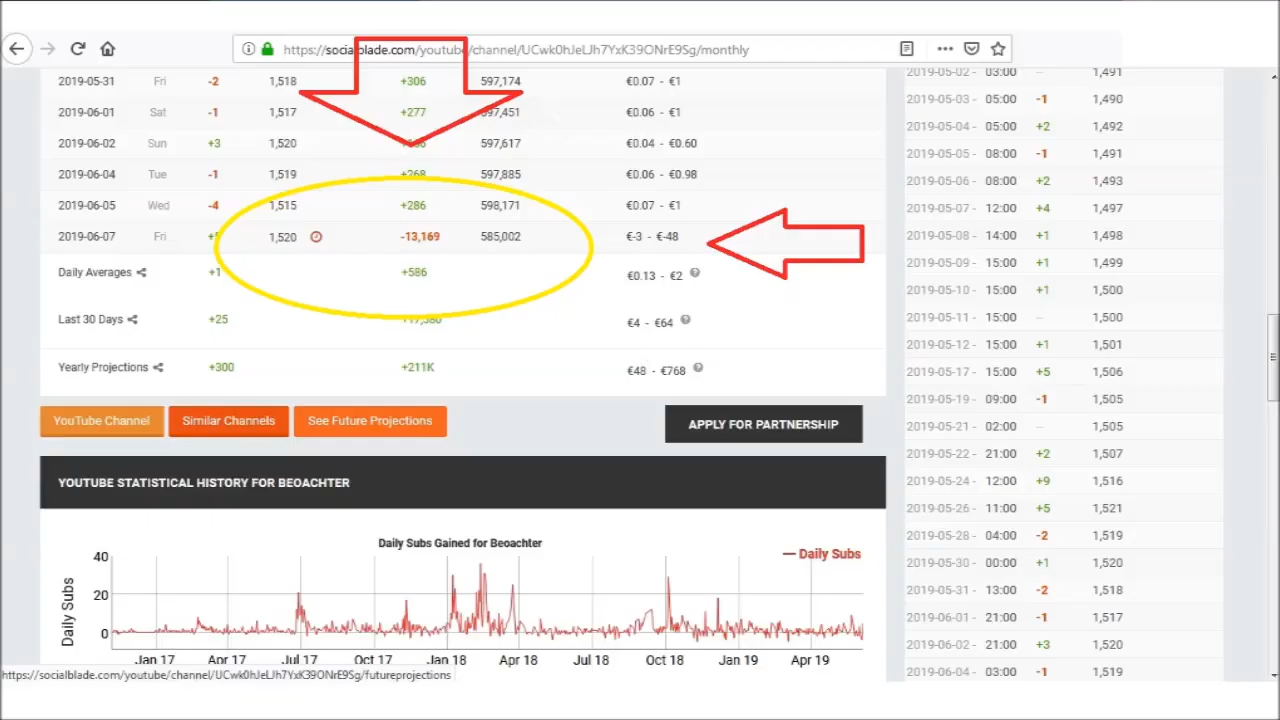 https://socialblade.com/youtube/channel/UCwk0hJeLJh7YxK39ONrE9Sg/monthly
2019-05-31 Fri -2 1,518 +306 597,174 €0.07 - €1
2019-06-01 Sat -1 1,517 +277 597,451 €0.06 - €1
2019-06-02 Sun +3 1,520 597,617 €0.04 - €0.60
2019-06-04 Tue -1 1,519 +268 597,885 €0.06 - €0.98
2019-06-05 Wed -4 1,515 +286 598,171 €0.07 - €1
2019-06-07 Fri 1,520 -13,169 585,002 €-3 - €-48
Daily Averages +1 +586 €0.13 - €2
Last 30 Days +25 +17,580 €4 - €64
Yearly Projections +300 +211K €48 - €768
YouTube Channel
Similar Channels
See Future Projections
APPLY FOR PARTNERSHIP
YOUTUBE STATISTICAL HISTORY FOR BEOACHTER
Daily Subs Gained for Beoachter
Daily Subs
Daily Subs
40
20
0
Jan 17 Apr 17 Jul 17 Oct 17 Jan 18 Apr 18 Jul 18 Oct 18 Jan 19 Apr 19
https://socialblade.com/youtube/channel/UCwk0hJeLJh7YxK39ONrE9Sg/futureprojections
2019-05-02 - 03:00 -- 1,491
2019-05-03 - 05:00 -1 1,490
2019-05-04 - 05:00 +2 1,492
2019-05-05 - 08:00 -1 1,491
2019-05-06 - 08:00 +2 1,493
2019-05-07 - 12:00 +4 1,497
2019-05-08 - 14:00 +1 1,498
2019-05-09 - 15:00 +1 1,499
2019-05-10 - 15:00 +1 1,500
2019-05-11 - 15:00 -- 1,500
2019-05-12 - 15:00 +1 1,501
2019-05-17 - 15:00 +5 1,506
2019-05-19 - 09:00 -1 1,505
2019-05-21 - 02:00 -- 1,505
2019-05-22 - 21:00 +2 1,507
2019-05-24 - 12:00 +9 1,516
2019-05-26 - 11:00 +5 1,521
2019-05-28 - 04:00 -2 1,519
2019-05-30 - 00:00 +1 1,520
2019-05-31 - 13:00 -2 1,518
2019-06-01 - 21:00 -1 1,517
2019-06-02 - 21:00 +3 1,520
2019-06-04 - 03:00 -1 1,519